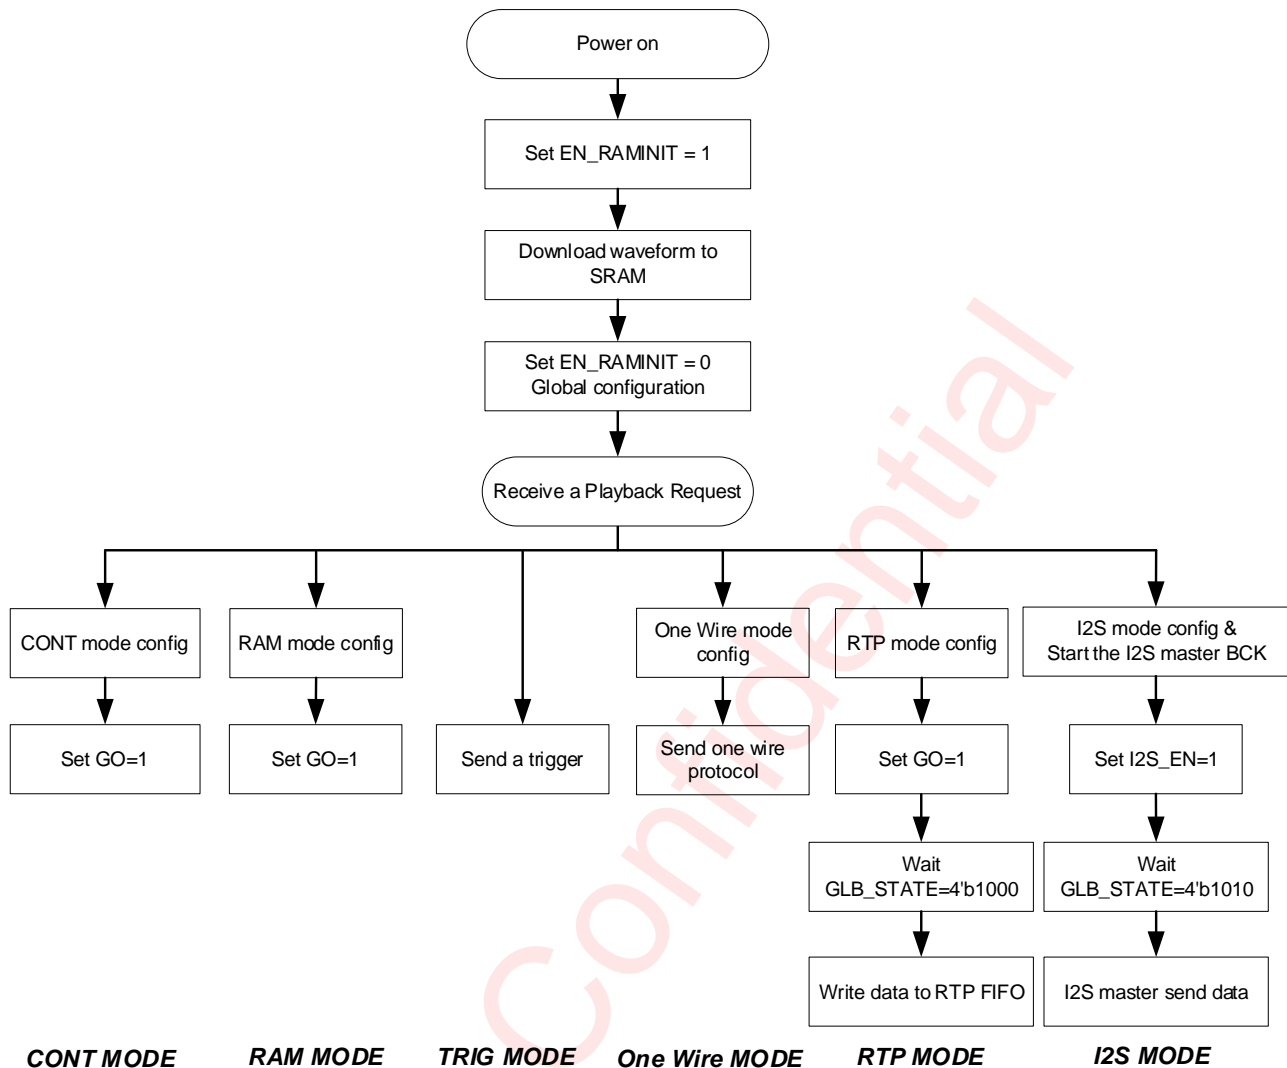 Power on
Set EN_RAMINIT = 1
Download waveform to
SRAM
Set EN_RAMINIT = 0
Global configuration
Receive a Playback Request
CONT mode config
RAM mode config
One Wire mode
config
RTP mode config
I2S mode config &
Start the I2S master BCK
Set GO=1
Set GO=1
Send a trigger
Send one wire
protocol
Set GO=1
Set I2S_EN=1
Wait
GLB_STATE=4'b1000
Wait
GLB_STATE=4'b1010
Write data to RTP FIFO
I2S master send data
CONT MODE
RAM MODE
TRIG MODE
One Wire MODE
RTP MODE
I2S MODE
Confidential